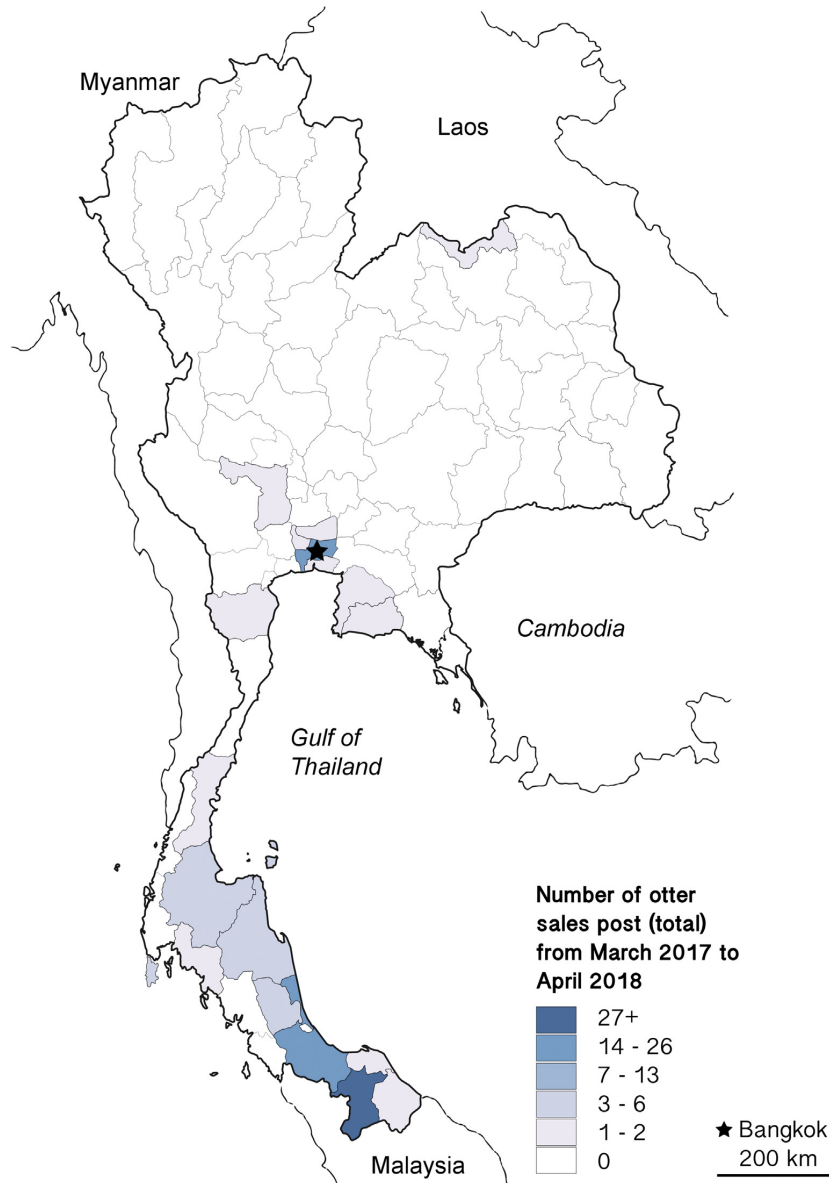 Myanmar
Laos
Cambodia
Gulf of
Thailand
Number of otter
sales post (total)
from March 2017 to
April 2018
27+
14 - 26
7 - 13
3 - 6
1 - 2
0
Bangkok
200 km
Malaysia